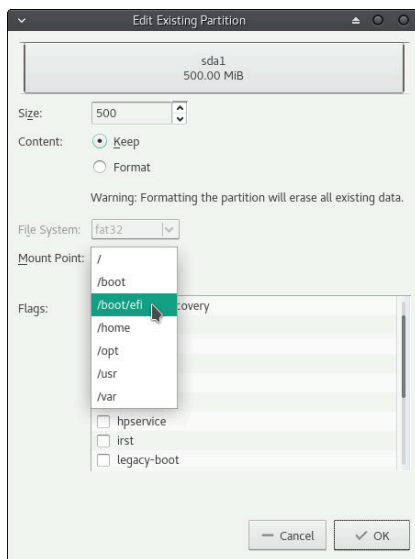 Edit Existing Partition
sda1
500.00 MiB
Size: 500
Content: Keep
Format
Warning: Formatting the partition will erase all existing data.
File System: fat32
Mount Point: /
/boot
/boot/efi
/home
/opt
/usr
/var
Flags:
overy
hpservice
irst
legacy-boot
Cancel
OK